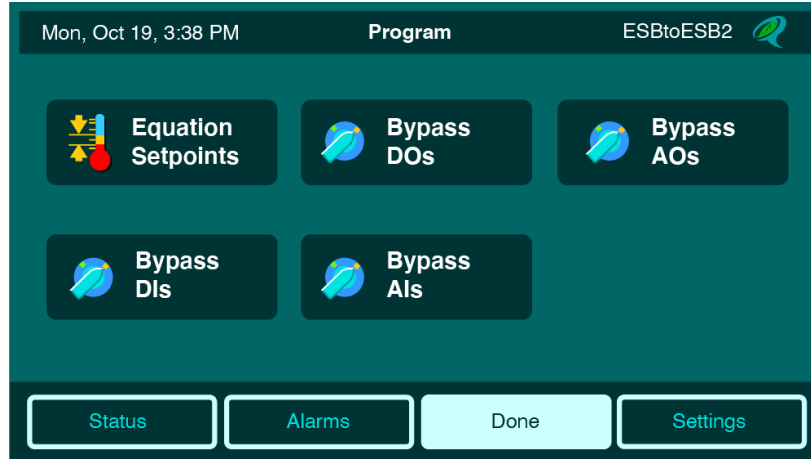 Mon, Oct 19, 3:38 PM Program ESBtoESB2
Equation
Setpoints
Bypass
DOs
Bypass
AOs
Bypass
DIs
Bypass
AIs
Status Alarms Done Settings